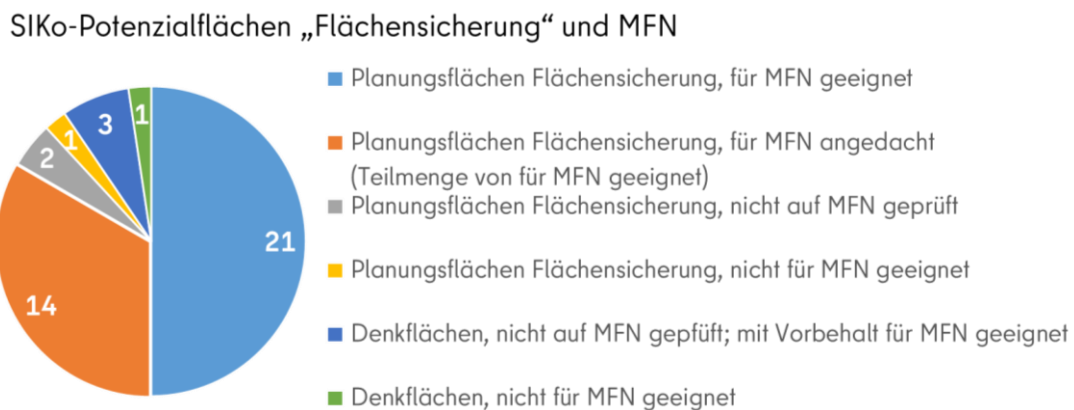 SIKo-Potenzialflächen „Flächensicherung“ und MFN
Planungsflächen Flächensicherung, für MFN geeignet
Planungsflächen Flächensicherung, für MFN angedacht
(Teilmenge von für MFN geeignet)
Planungsflächen Flächensicherung, nicht auf MFN geprüft
Planungsflächen Flächensicherung, nicht für MFN geeignet
Denkflächen, nicht auf MFN gepfüft; mit Vorbehalt für MFN geeignet
Denkflächen, nicht für MFN geeignet
21
14
2
1
3
1